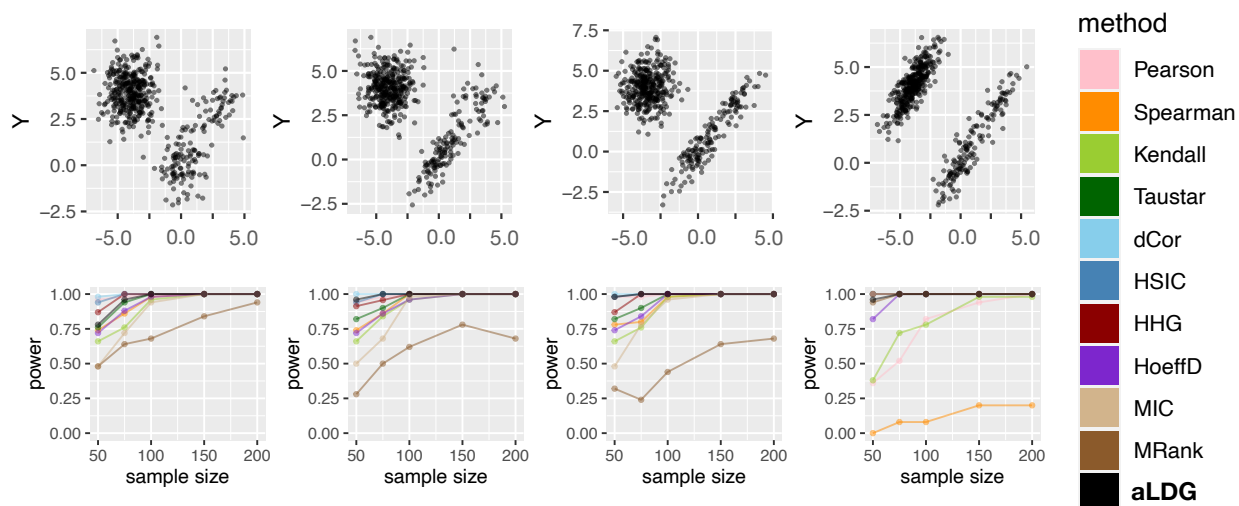 5.0
2.5
0.0
−2.5
Y
-5.0 0.0 5.0
5.0
2.5
0.0
−2.5
Y
-5.0 0.0 5.0
7.5
5.0
2.5
0.0
−2.5
Y
-5.0 0.0 5.0
5.0
2.5
0.0
−2.5
Y
-5.0 0.0 5.0
1.00
0.75
0.50
0.25
0.00
power
50 100 150 200
sample size
1.00
0.75
0.50
0.25
0.00
power
50 100 150 200
sample size
1.00
0.75
0.50
0.25
0.00
power
50 100 150 200
sample size
1.00
0.75
0.50
0.25
0.00
power
50 100 150 200
sample size
method
Pearson
Spearman
Kendall
Taustar
dCor
HSIC
HHG
HoeffD
MIC
MRank
aLDG